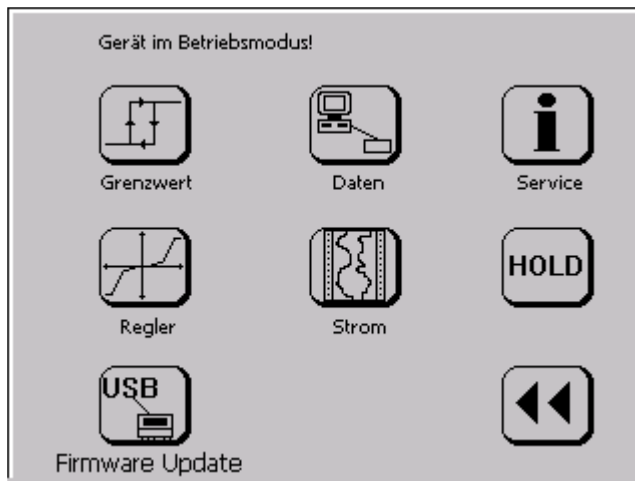 Gerät im Betriebsmodus!
Grenzwert
Daten
Service
Regler
Strom
HOLD
USB
Firmware Update